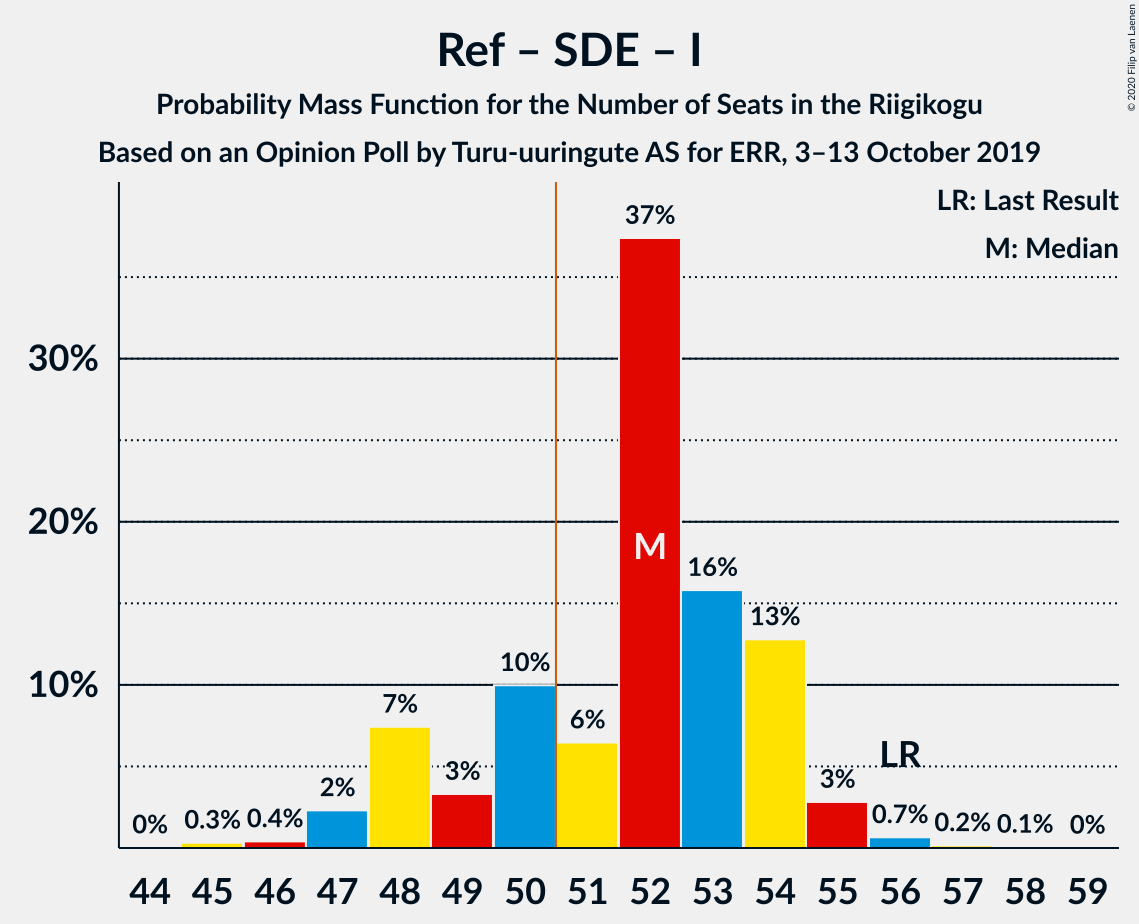 Ref – SDE – I
Probability Mass Function for the Number of Seats in the Riigikogu
Based on an Opinion Poll by Turu-uuringute AS for ERR, 3–13 October 2019
© 2020 Filip van Laenen
LR: Last Result
M: Median
30%
20%
10%
0%
0.3%
0.4%
2%
7%
3%
10%
6%
37%
M
16%
13%
3%
LR
0.7%
0.2%
0.1%
0%
44 45 46 47 48 49 50 51 52 53 54 55 56 57 58 59